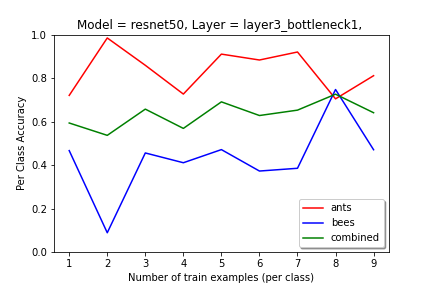 Model = resnet50, Layer = layer3_bottleneck1,
Per Class Accuracy
1.0
0.8
0.6
0.4
0.2
0.0
ants
bees
combined
1 2 3 4 5 6 7 8 9
Number of train examples (per class)